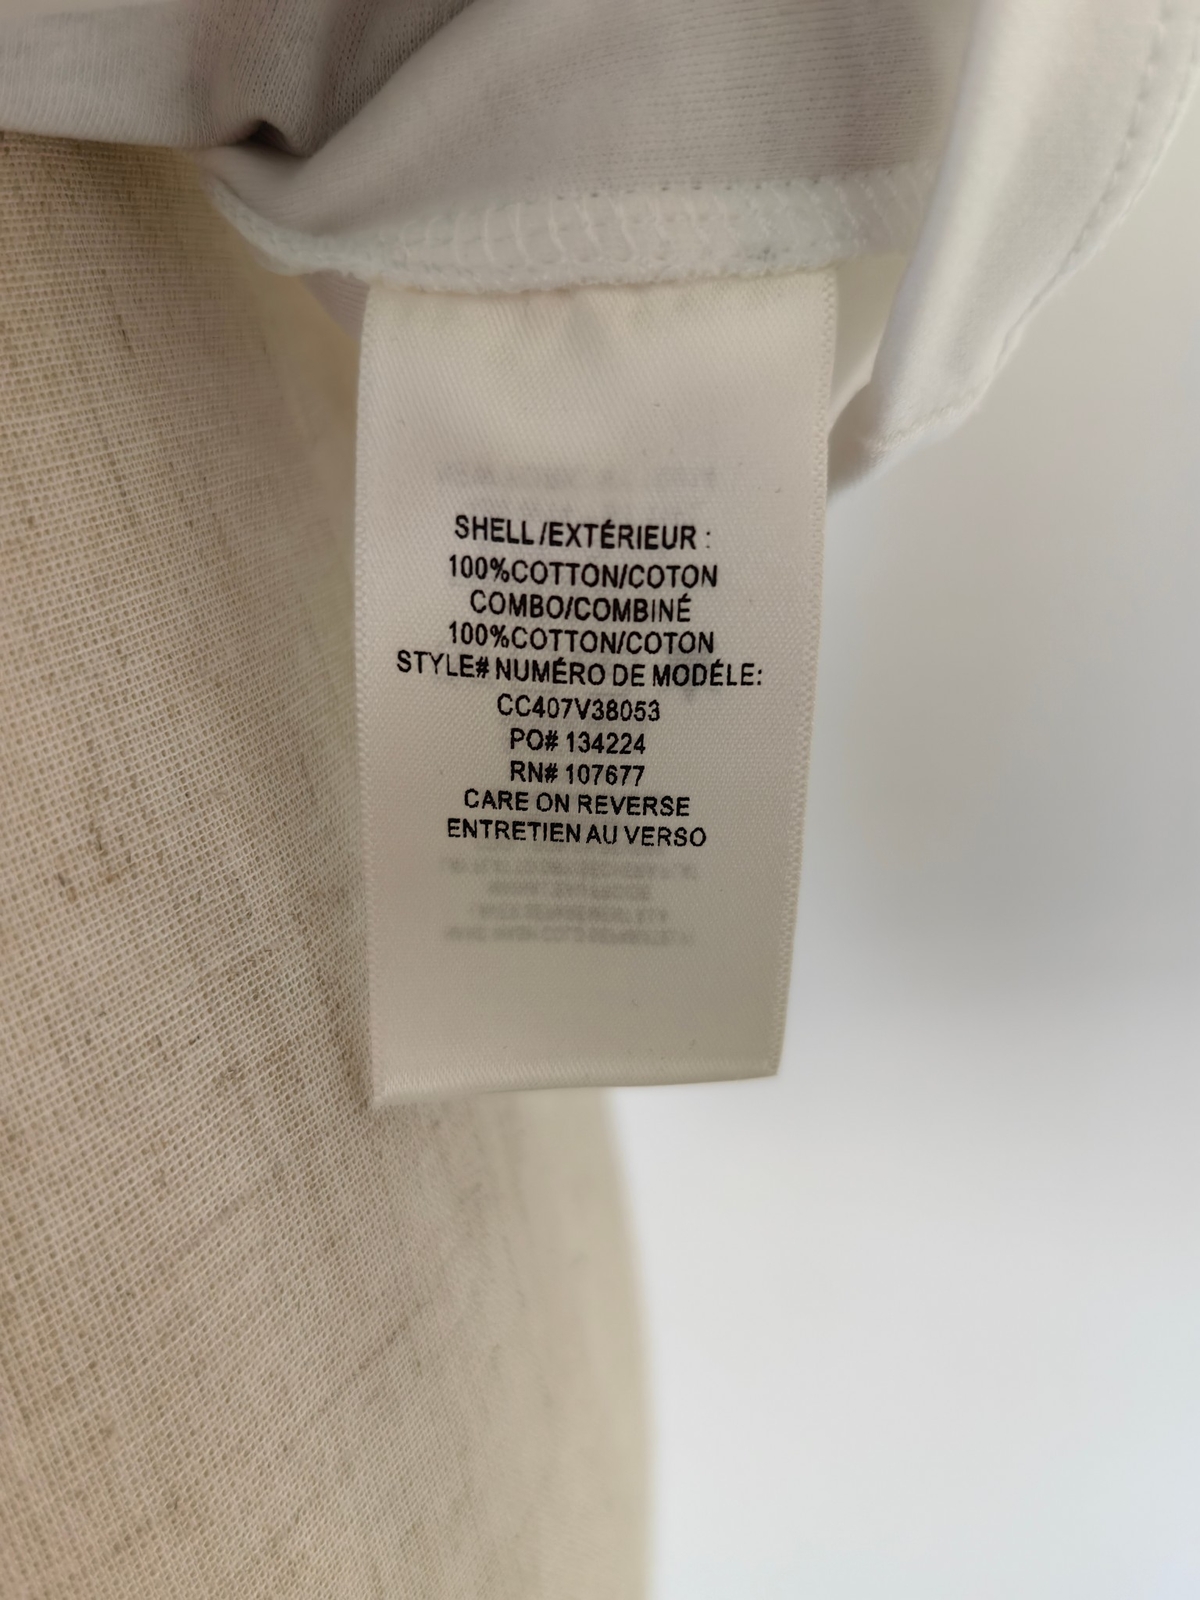 SHELL/EXTÉRIEUR :
100%COTTON/COTON
COMBO/COMBINÉ
100%COTTON/COTON
STYLE# NUMÉRO DE MODÉLE:
CC407V38053
PO# 134224
RN# 107677
CARE ON REVERSE
ENTRETIEN AU VERSO